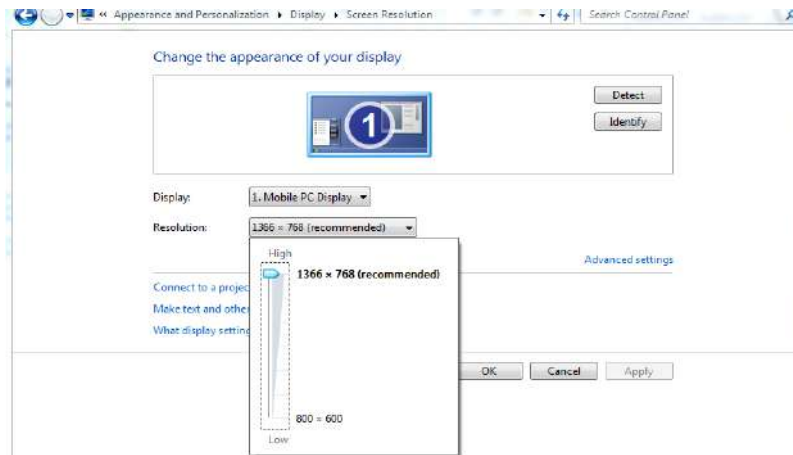 « Appearance and Personalization ▸ Display ▸ Screen Resolution
Search Control Panel
Change the appearance of your display
1
Detect
Identify
Display:
1. Mobile PC Display
Resolution:
1366 × 768 (recommended)
High
1366 × 768 (recommended)
Advanced settings
Connect to a projec
Make text and other
What display setting
OK
Cancel
Apply
800 × 600
Low